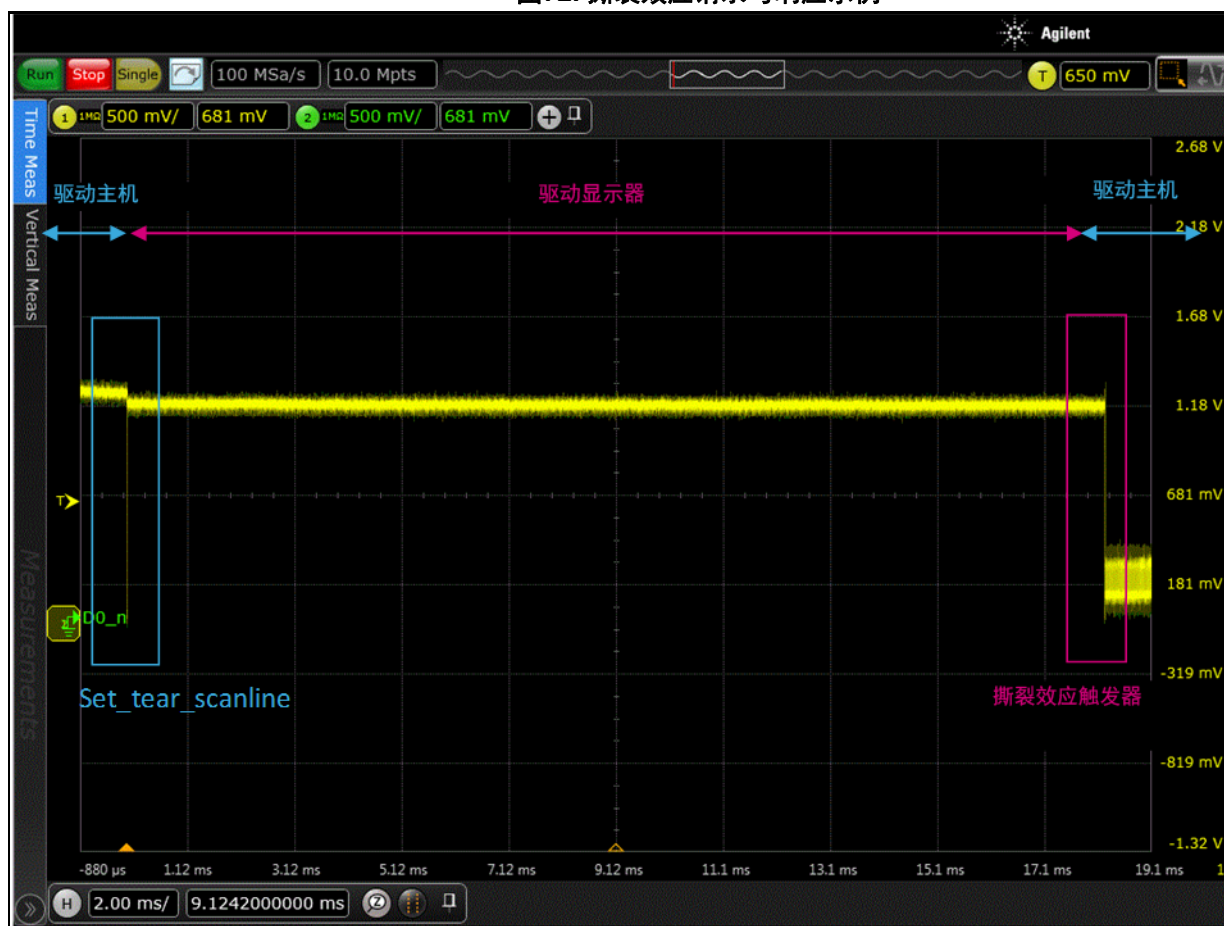 Agilent
Run Stop Single 100 MSa/s 10.0 Mpts T 650 mV
1 1MΩ 500 mV/ 681 mV 2 1MΩ 500 mV/ 681 mV
Time Meas
Vertical Meas
Measurements
2.68 V
驱动主机 驱动显示器 驱动主机
2.18 V
1.68 V
1.18 V
T 681 mV
181 mV
D0_n
-319 mV
Set_tear_scanline 撕裂效应触发器
-819 mV
-1.32 V
-880 µs 1.12 ms 3.12 ms 5.12 ms 7.12 ms 9.12 ms 11.1 ms 13.1 ms 15.1 ms 17.1 ms 19.1 ms
H 2.00 ms/ 9.1242000000 ms Z